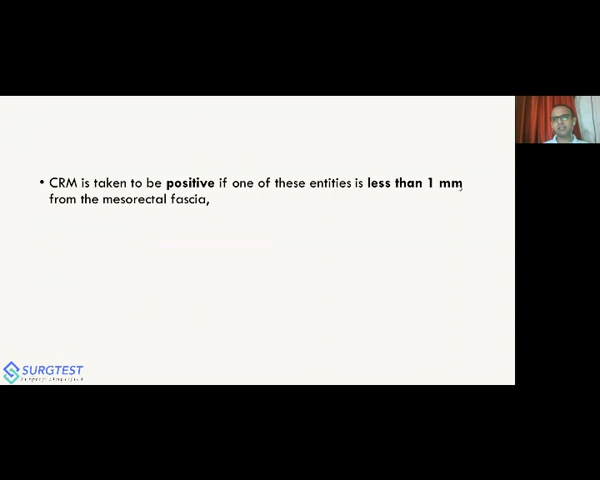 • CRM is taken to be positive if one of these entities is less than 1 mm
from the mesorectal fascia,
SURGTEST